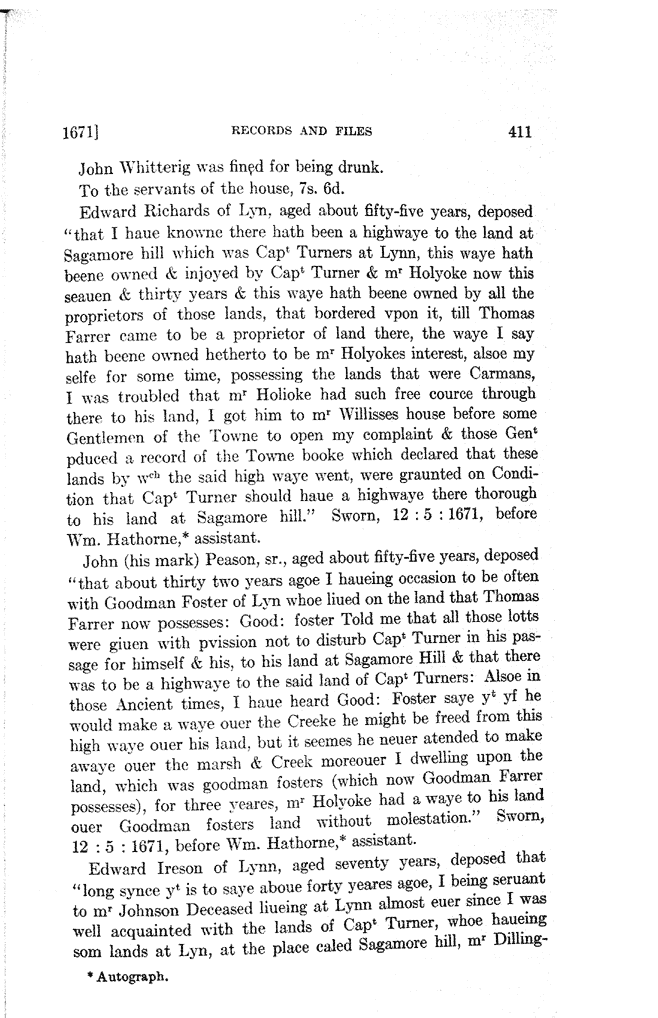 1671] RECORDS AND FILES 411
John Whitterig was fined for being drunk.
To the servants of the house, 7s. 6d.
Edward Richards of Lyn, aged about fifty-five years, deposed
"that I haue knowne there hath been a highwaye to the land at
Sagamore hill which was Capᵗ Turners at Lynn, this waye hath
beene owned & injoyed by Capᵗ Turner & mʳ Holyoke now this
seauen & thirty years & this waye hath beene owned by all the
proprietors of those lands, that bordered vpon it, till Thomas
Farrer came to be a proprietor of land there, the waye I say
hath beene owned hetherto to be mʳ Holyokes interest, alsoe my
selfe for some time, possessing the lands that were Carmans,
I was troubled that mʳ Holioke had such free cource through
there to his land, I got him to mʳ Willisses house before some
Gentlemen of the Towne to open my complaint & those Genᵗ
pduced a record of the Towne booke which declared that these
lands by wᶜʰ the said high waye went, were graunted on Condi-
tion that Capᵗ Turner should haue a highwaye there thorough
to his land at Sagamore hill." Sworn, 12 : 5 : 1671, before
Wm. Hathorne,* assistant.
John (his mark) Peason, sr., aged about fifty-five years, deposed
"that about thirty two years agoe I haueing occasion to be often
with Goodman Foster of Lyn whoe liued on the land that Thomas
Farrer now possesses: Good: foster Told me that all those lotts
were giuen with pvission not to disturb Capᵗ Turner in his pas-
sage for himself & his, to his land at Sagamore Hill & that there
was to be a highwaye to the said land of Capᵗ Turners: Alsoe in
those Ancient times, I haue heard Good: Foster saye yᵗ yf he
would make a waye ouer the Creeke he might be freed from this
high waye ouer his land, but it seemes he neuer atended to make
awaye ouer the marsh & Creek moreouer I dwelling upon the
land, which was goodman fosters (which now Goodman Farrer
possesses), for three yeares, mʳ Holyoke had a waye to his land
ouer Goodman fosters land without molestation." Sworn,
12 : 5 : 1671, before Wm. Hathorne,* assistant.
Edward Ireson of Lynn, aged seventy years, deposed that
"long synce yᵗ is to saye aboue forty yeares agoe, I being seruant
to mʳ Johnson Deceased liueing at Lynn almost euer since I was
well acquainted with the lands of Capᵗ Turner, whoe haueing
som lands at Lyn, at the place caled Sagamore hill, mʳ Dilling-
* Autograph.